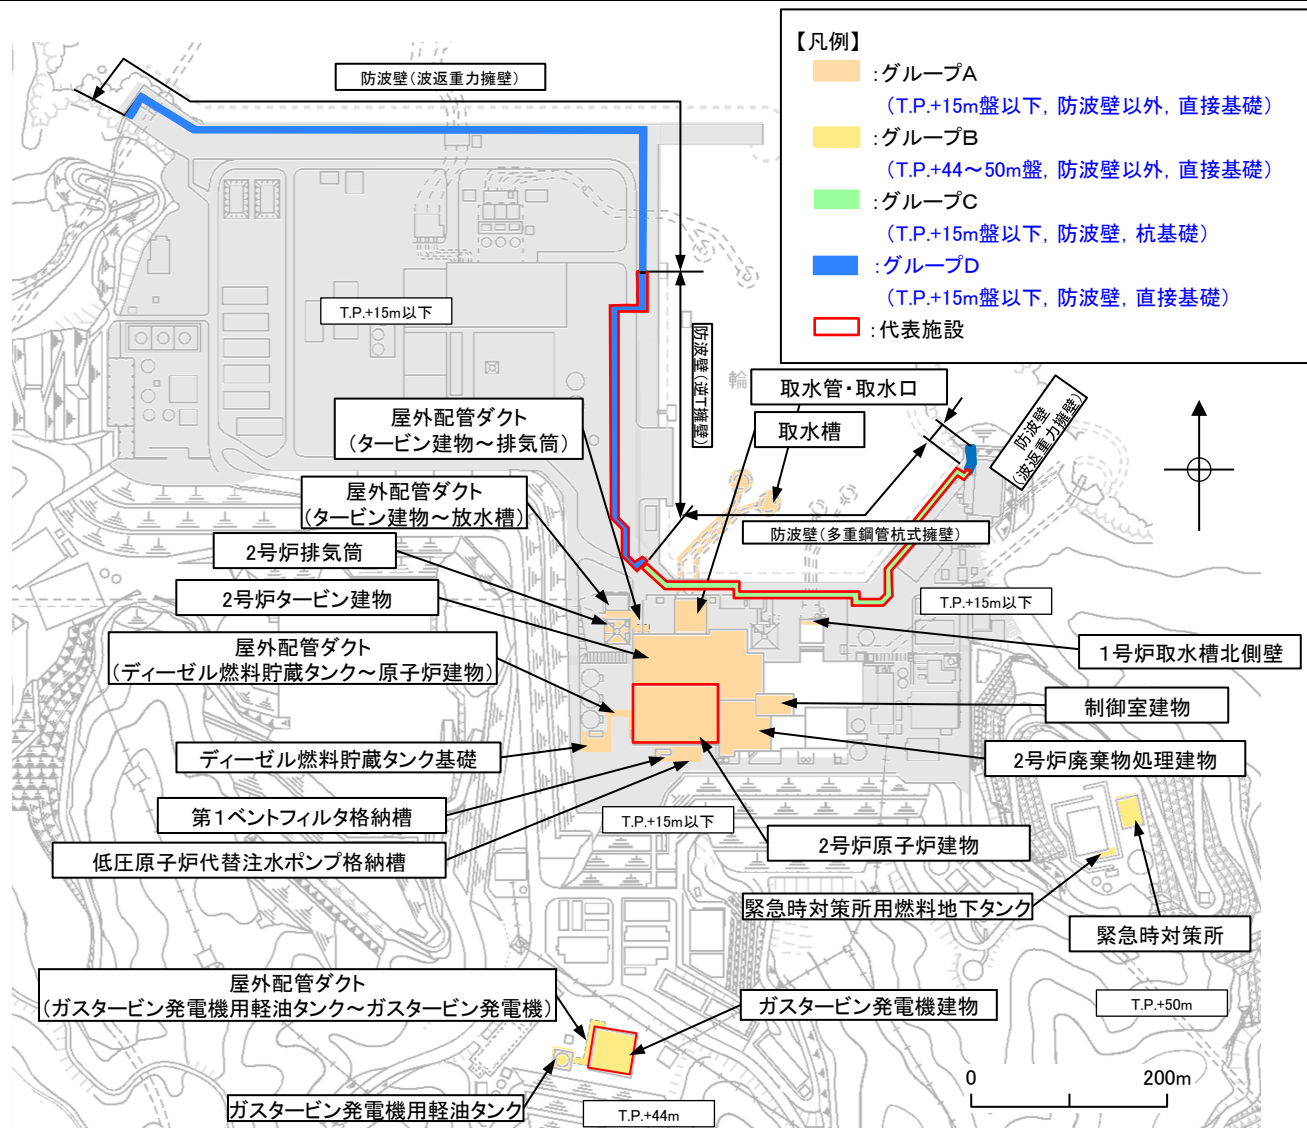 【凡例】
:グループA
(T.P.+15m盤以下, 防波壁以外, 直接基礎)
:グループB
(T.P.+44～50m盤, 防波壁以外, 直接基礎)
:グループC
(T.P.+15m盤以下, 防波壁, 杭基礎)
:グループD
(T.P.+15m盤以下, 防波壁, 直接基礎)
:代表施設
防波壁(波返重力擁壁)
T.P.+15m以下
防波壁(逆T擁壁)
輪
取水管・取水口
取水槽
防波壁
(波返重力擁壁)
屋外配管ダクト
(タービン建物～排気筒)
屋外配管ダクト
(タービン建物～放水槽)
防波壁(多重鋼管杭式擁壁)
2号炉排気筒
2号炉タービン建物
T.P.+15m以下
屋外配管ダクト
(ディーゼル燃料貯蔵タンク～原子炉建物)
1号炉取水槽北側壁
制御室建物
ディーゼル燃料貯蔵タンク基礎
2号炉廃棄物処理建物
第1ベントフィルタ格納槽
T.P.+15m以下
2号炉原子炉建物
低圧原子炉代替注水ポンプ格納槽
緊急時対策所用燃料地下タンク
緊急時対策所
屋外配管ダクト
(ガスタービン発電機用軽油タンク～ガスタービン発電機)
ガスタービン発電機建物
T.P.+50m
ガスタービン発電機用軽油タンク
T.P.+44m
0
200m